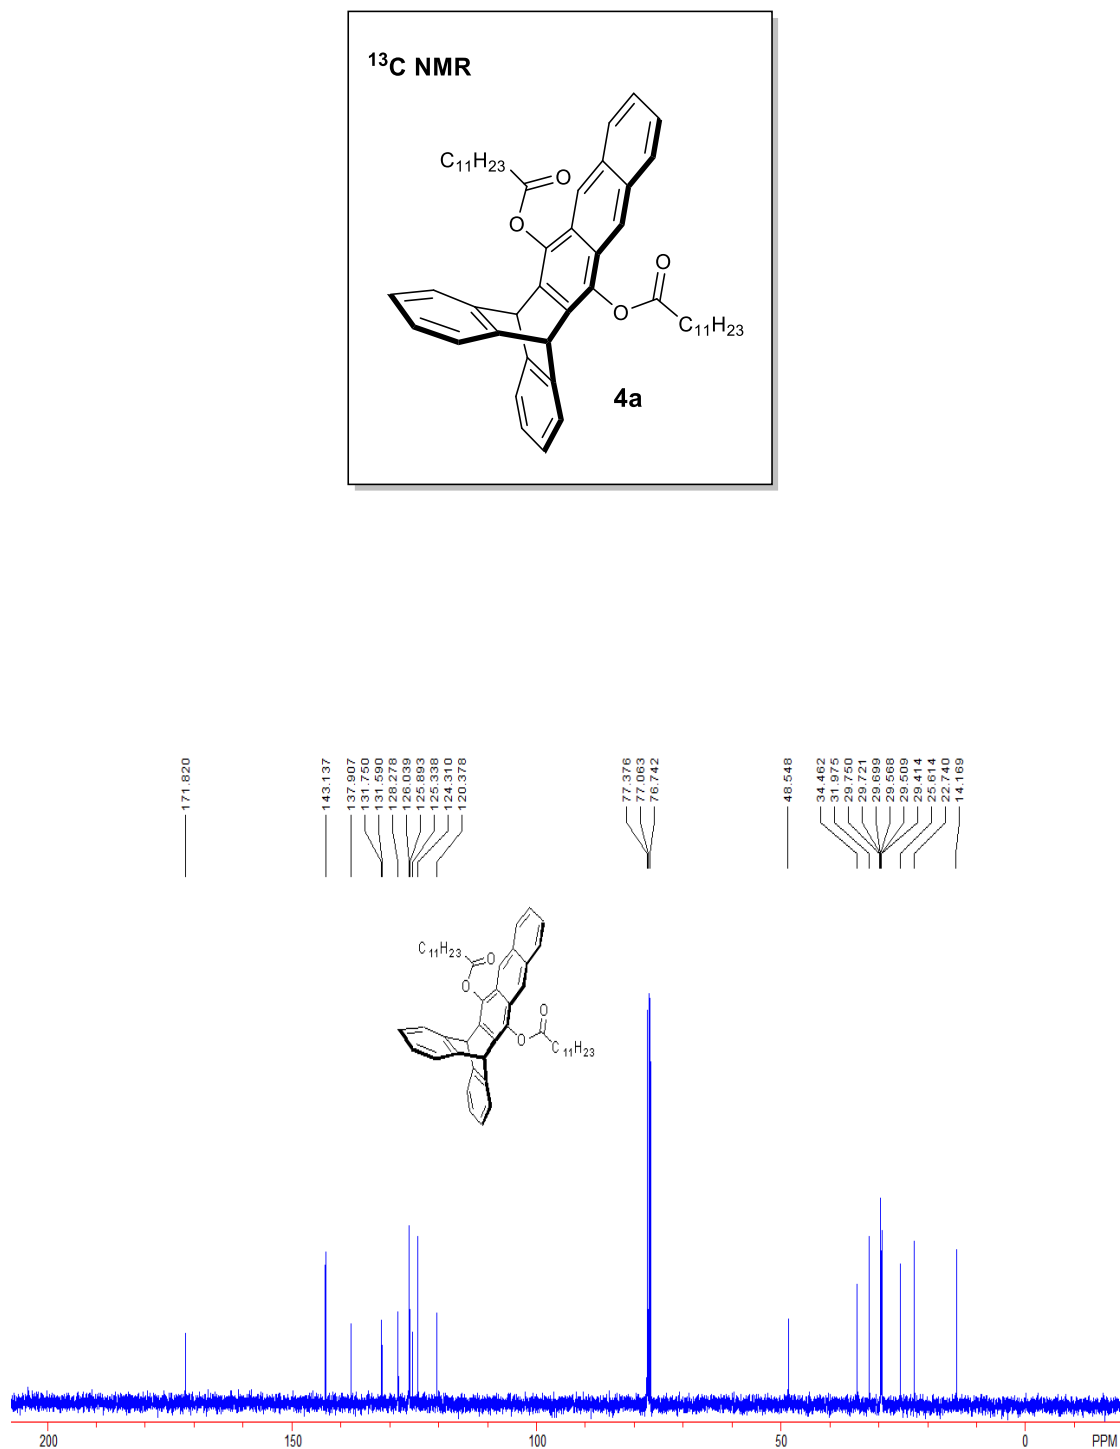 ¹³C NMR
C₁₁H₂₃
O
O
O
O
C₁₁H₂₃
4a
171.820
143.137
137.907
131.750
131.590
128.278
126.039
125.893
125.338
124.310
120.378
77.376
77.063
76.742
48.548
34.462
31.975
29.750
29.721
29.699
29.568
29.509
29.414
25.614
22.740
14.169
C₁₁H₂₃
O
O
O
O
C₁₁H₂₃
200 150 100 50 0 PPM